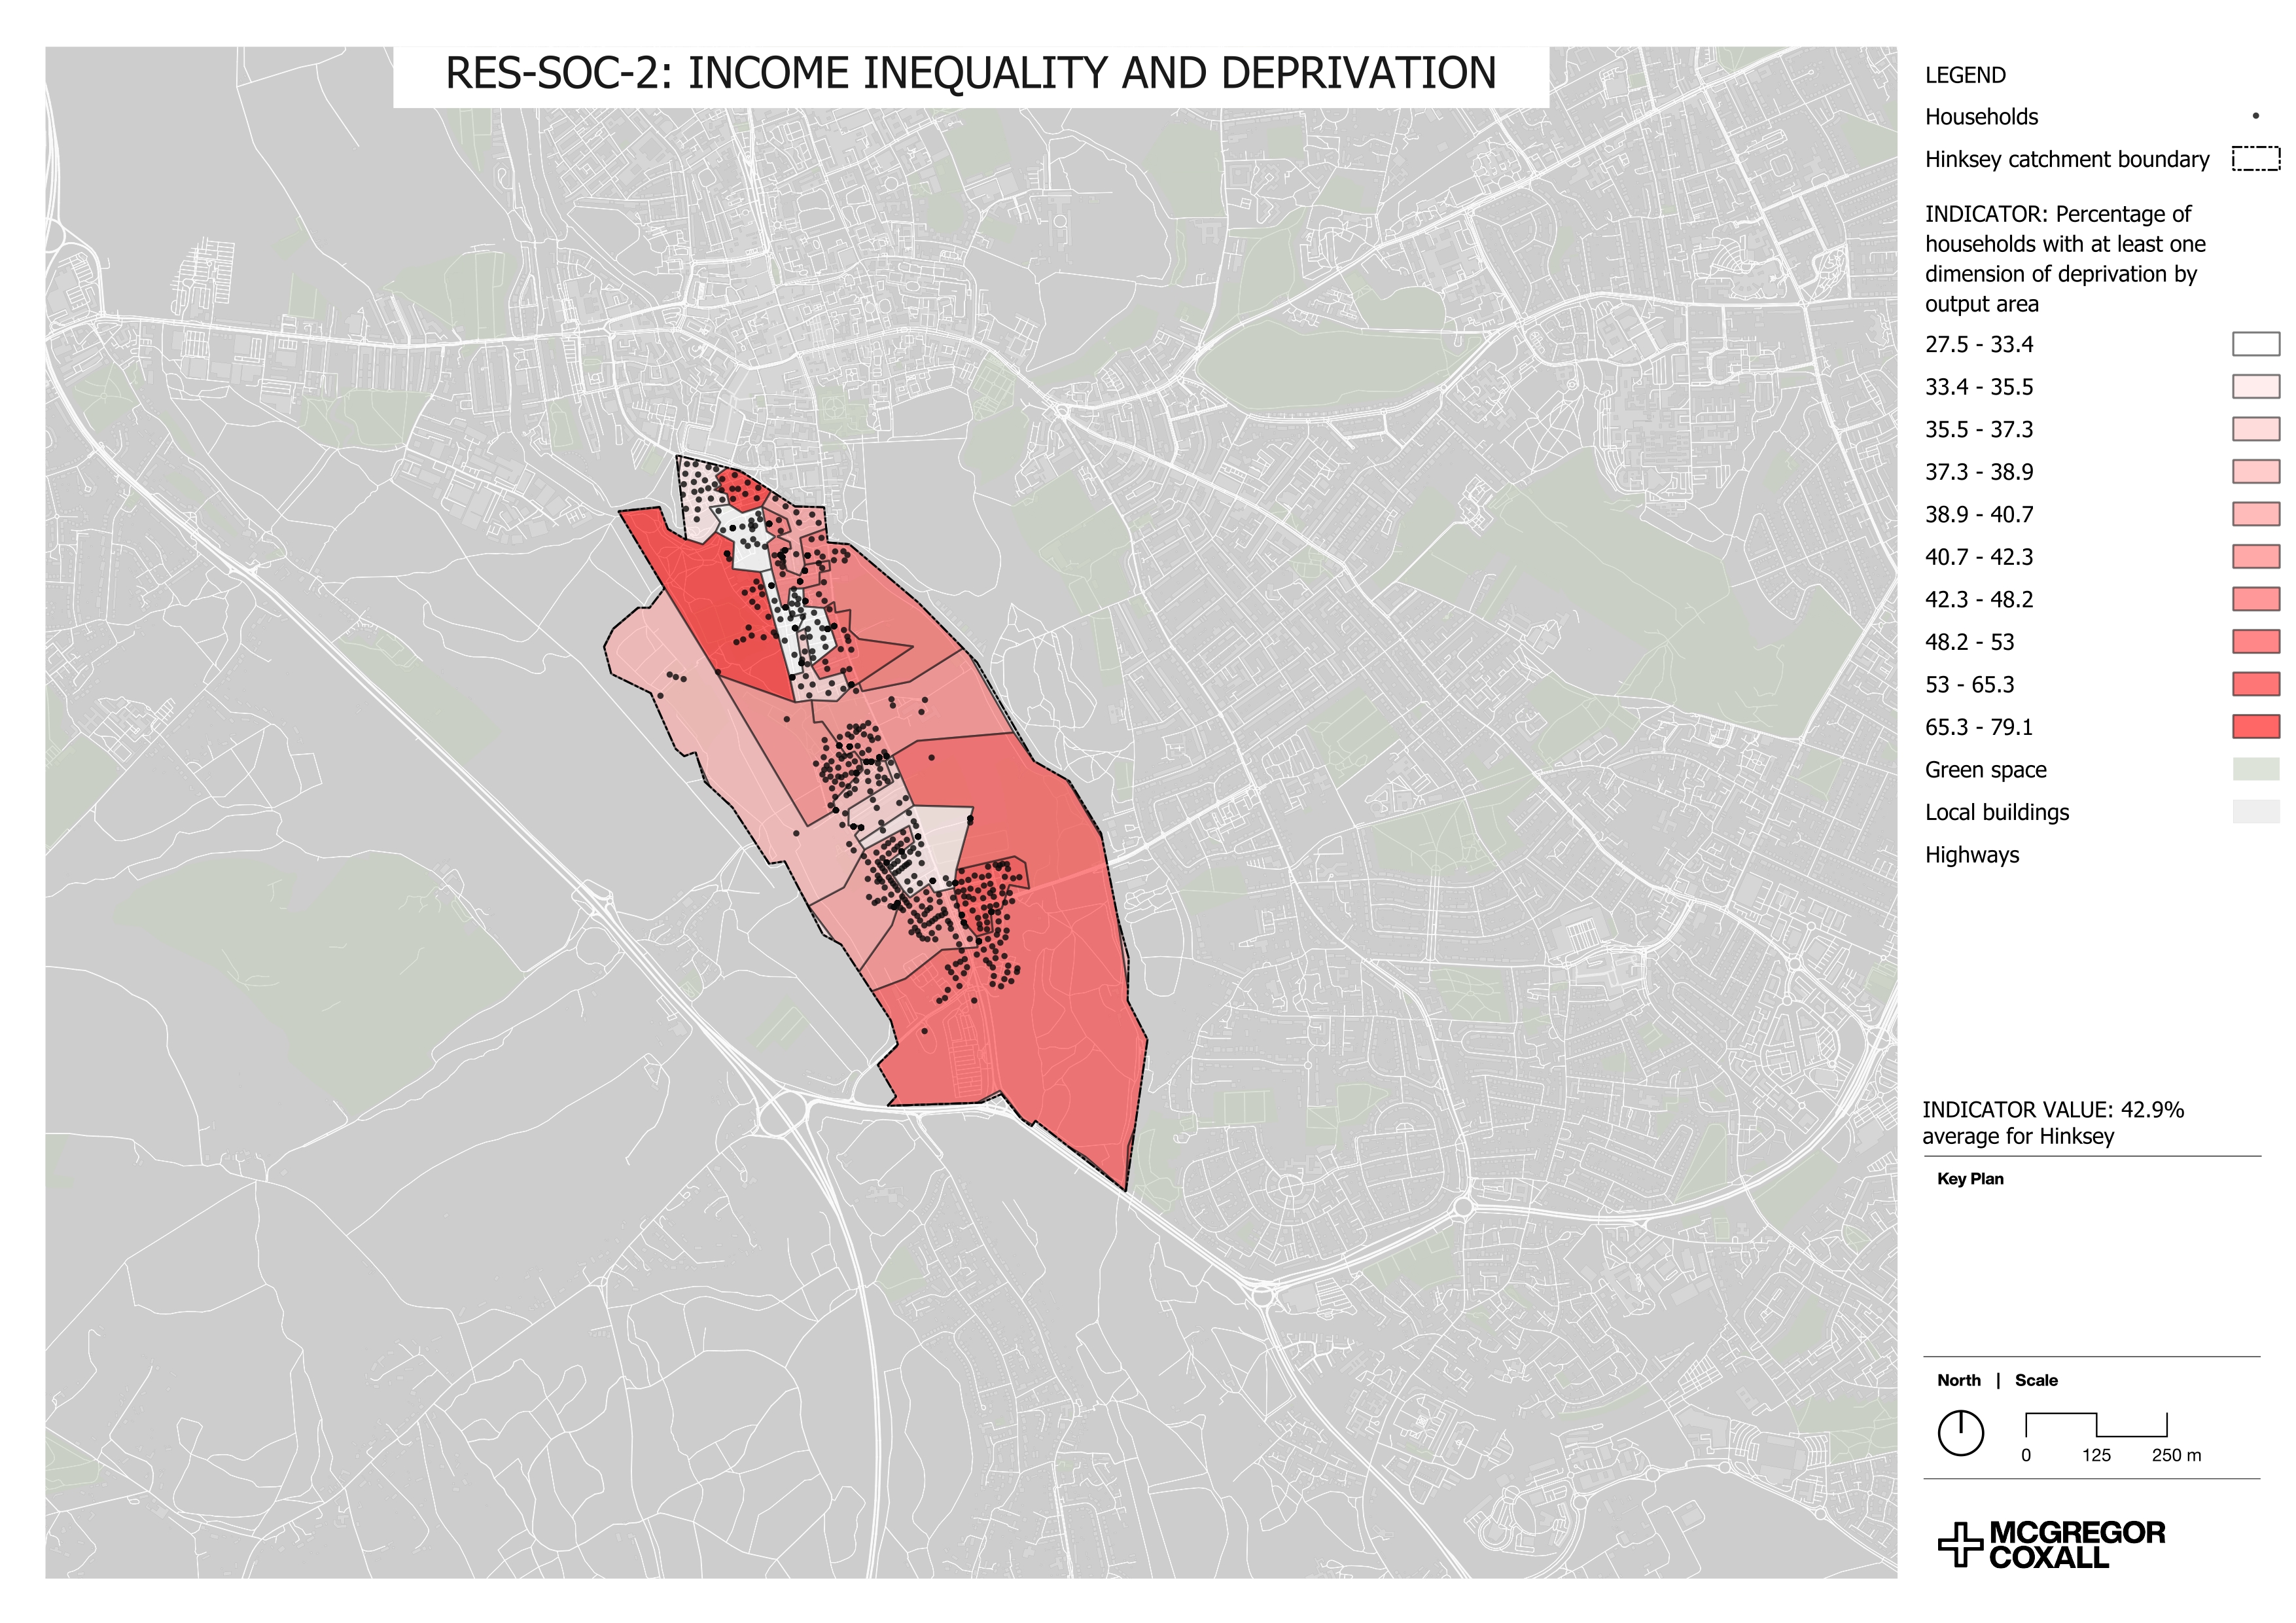 RES-SOC-2: INCOME INEQUALITY AND DEPRIVATION
LEGEND
Households
Hinksey catchment boundary
INDICATOR: Percentage of
households with at least one
dimension of deprivation by
output area
27.5 - 33.4
33.4 - 35.5
35.5 - 37.3
37.3 - 38.9
38.9 - 40.7
40.7 - 42.3
42.3 - 48.2
48.2 - 53
53 - 65.3
65.3 - 79.1
Green space
Local buildings
Highways
INDICATOR VALUE: 42.9%
average for Hinksey
Key Plan
North | Scale
0 125 250 m
MCGREGOR
COXALL